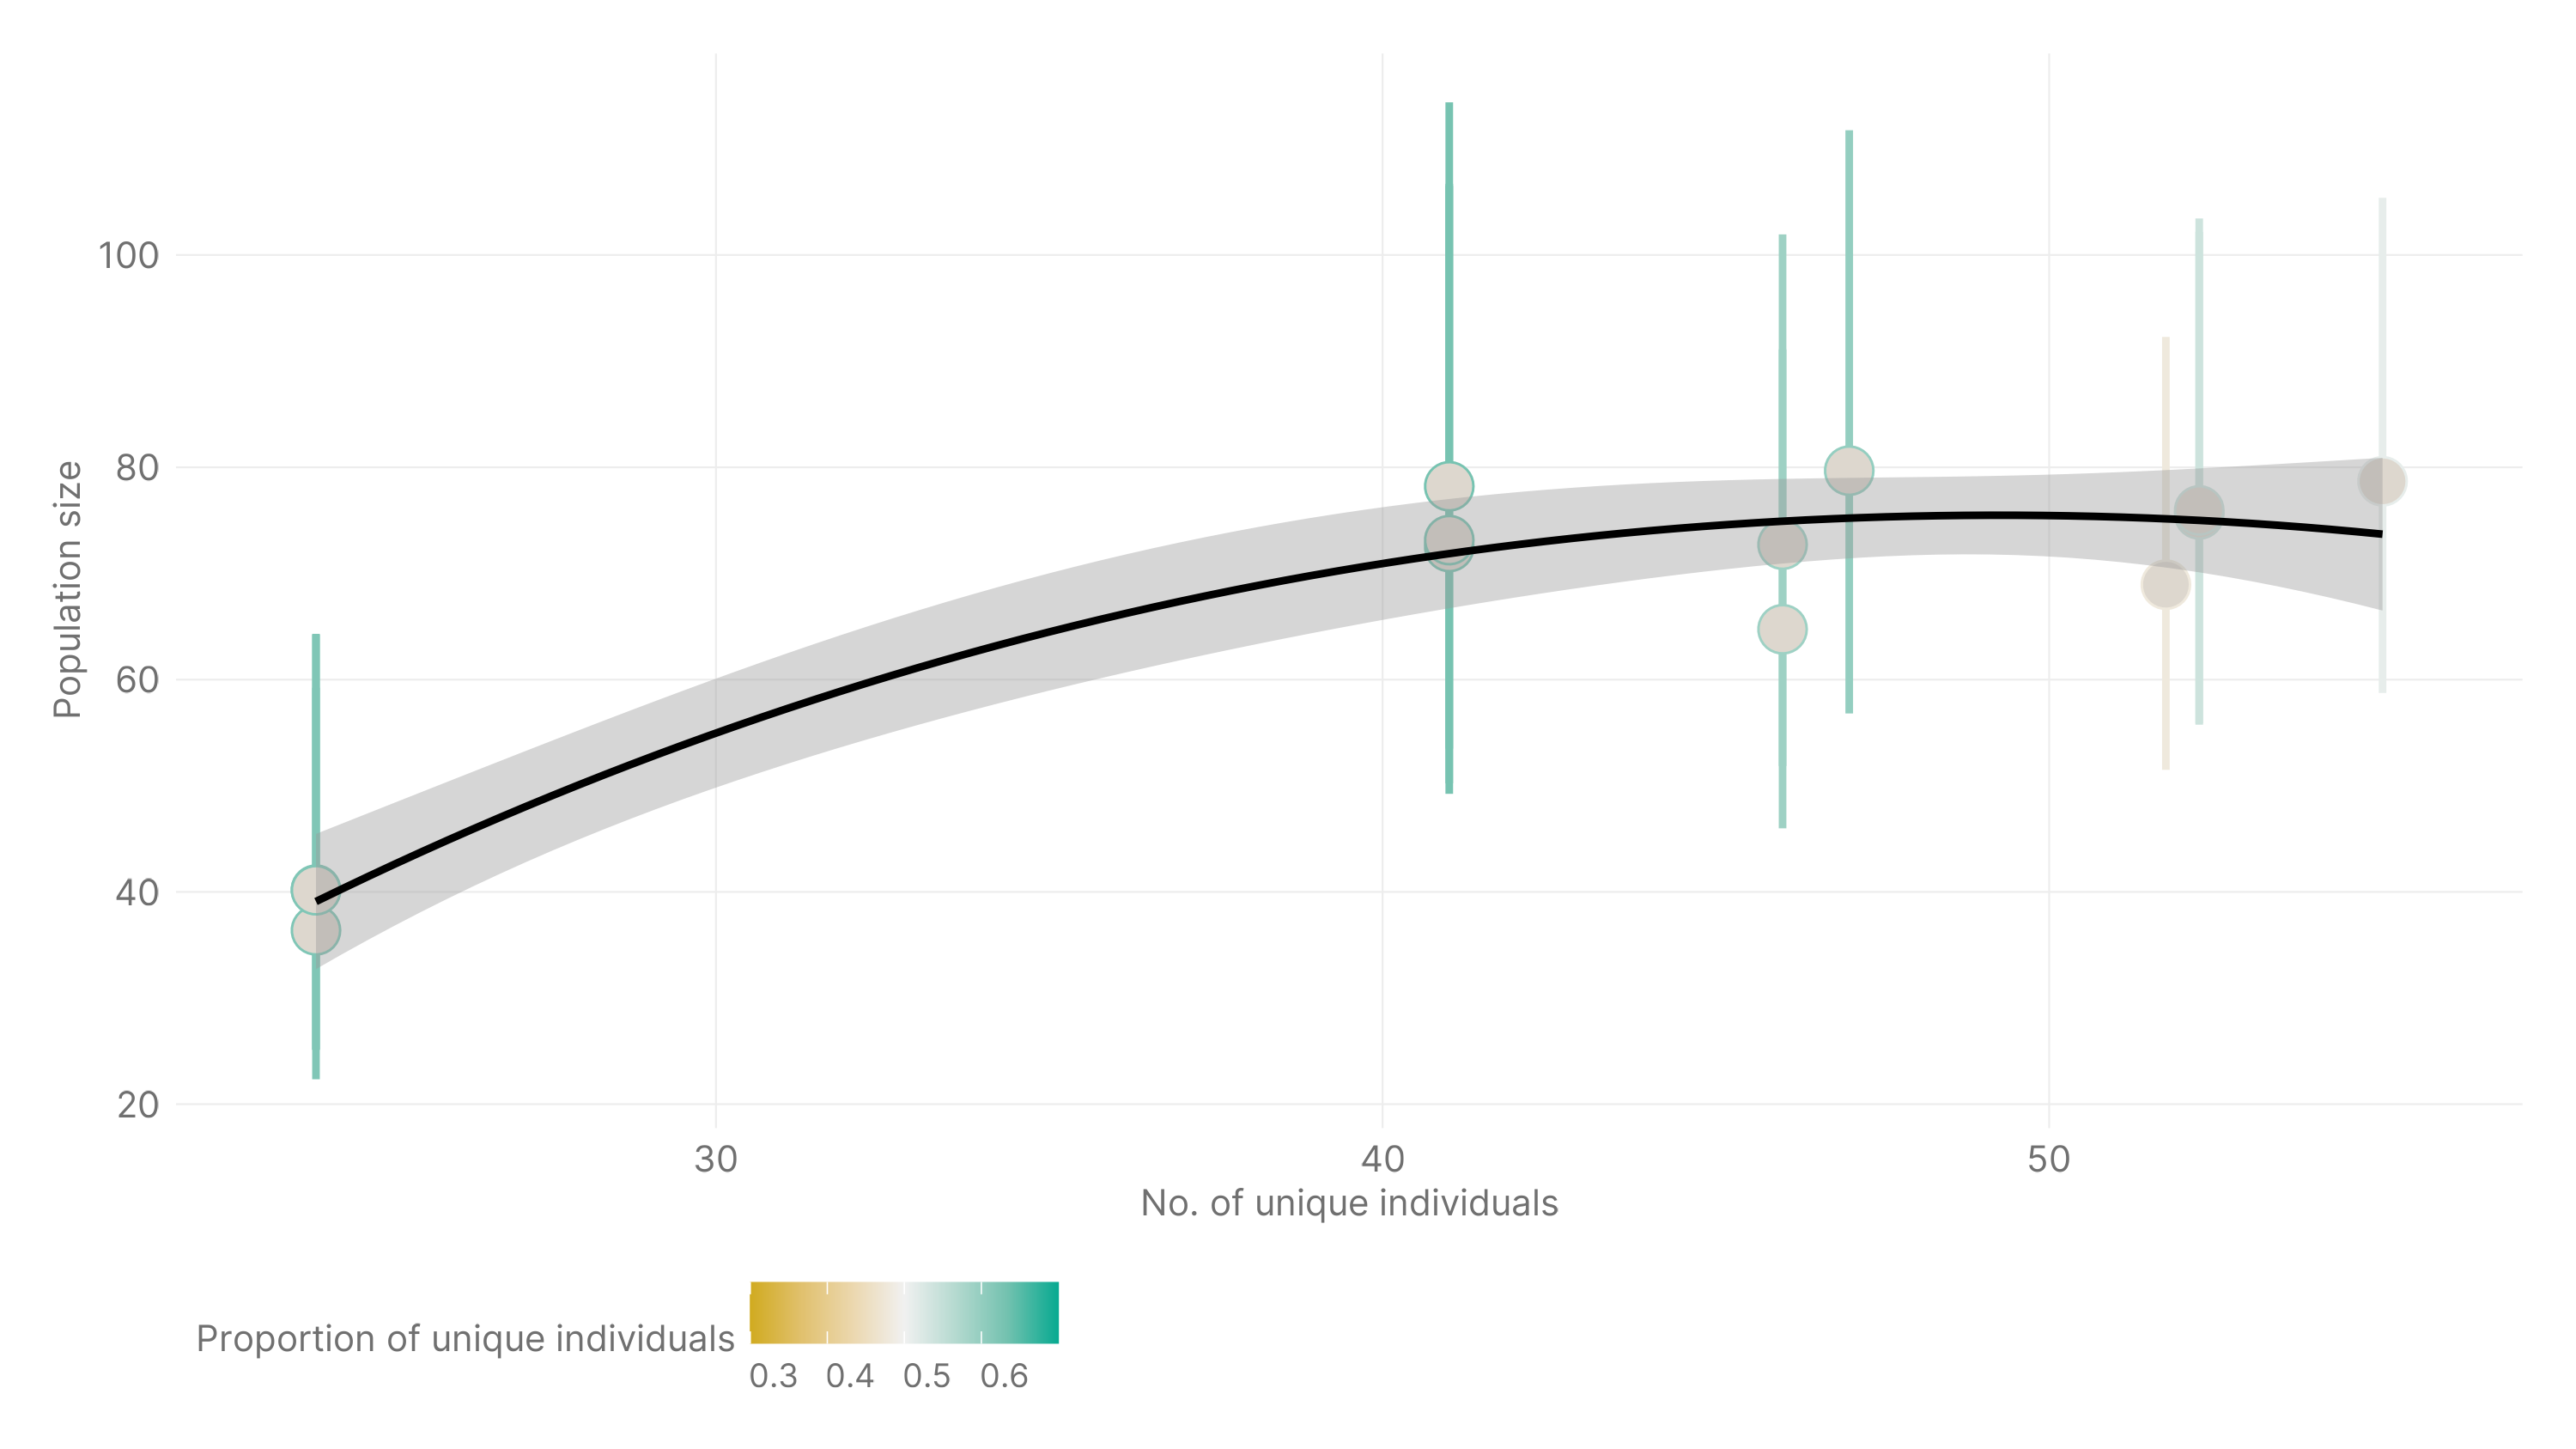 100
80
60
40
20
Population size
30 40 50
No. of unique individuals
Proportion of unique individuals
0.3 0.4 0.5 0.6